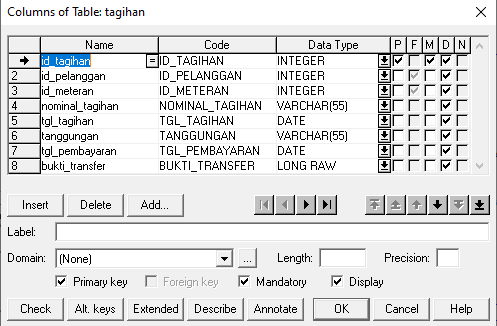 Columns of Table: tagihan
Name Code Data Type P F M D N
id_tagihan = ID_TAGIHAN INTEGER
2 id_pelanggan ID_PELANGGAN INTEGER
3 id_meteran ID_METERAN INTEGER
4 nominal_tagihan NOMINAL_TAGIHAN VARCHAR(55)
5 tgl_tagihan TGL_TAGIHAN DATE
6 tanggungan TANGGUNGAN VARCHAR(55)
7 tgl_pembayaran TGL_PEMBAYARAN DATE
8 bukti_transfer BUKTI_TRANSFER LONG RAW
Insert Delete Add...
Label:
Domain: (None) ... Length: Precision:
Primary key Foreign key Mandatory Display
Check Alt. keys Extended Describe Annotate OK Cancel Help